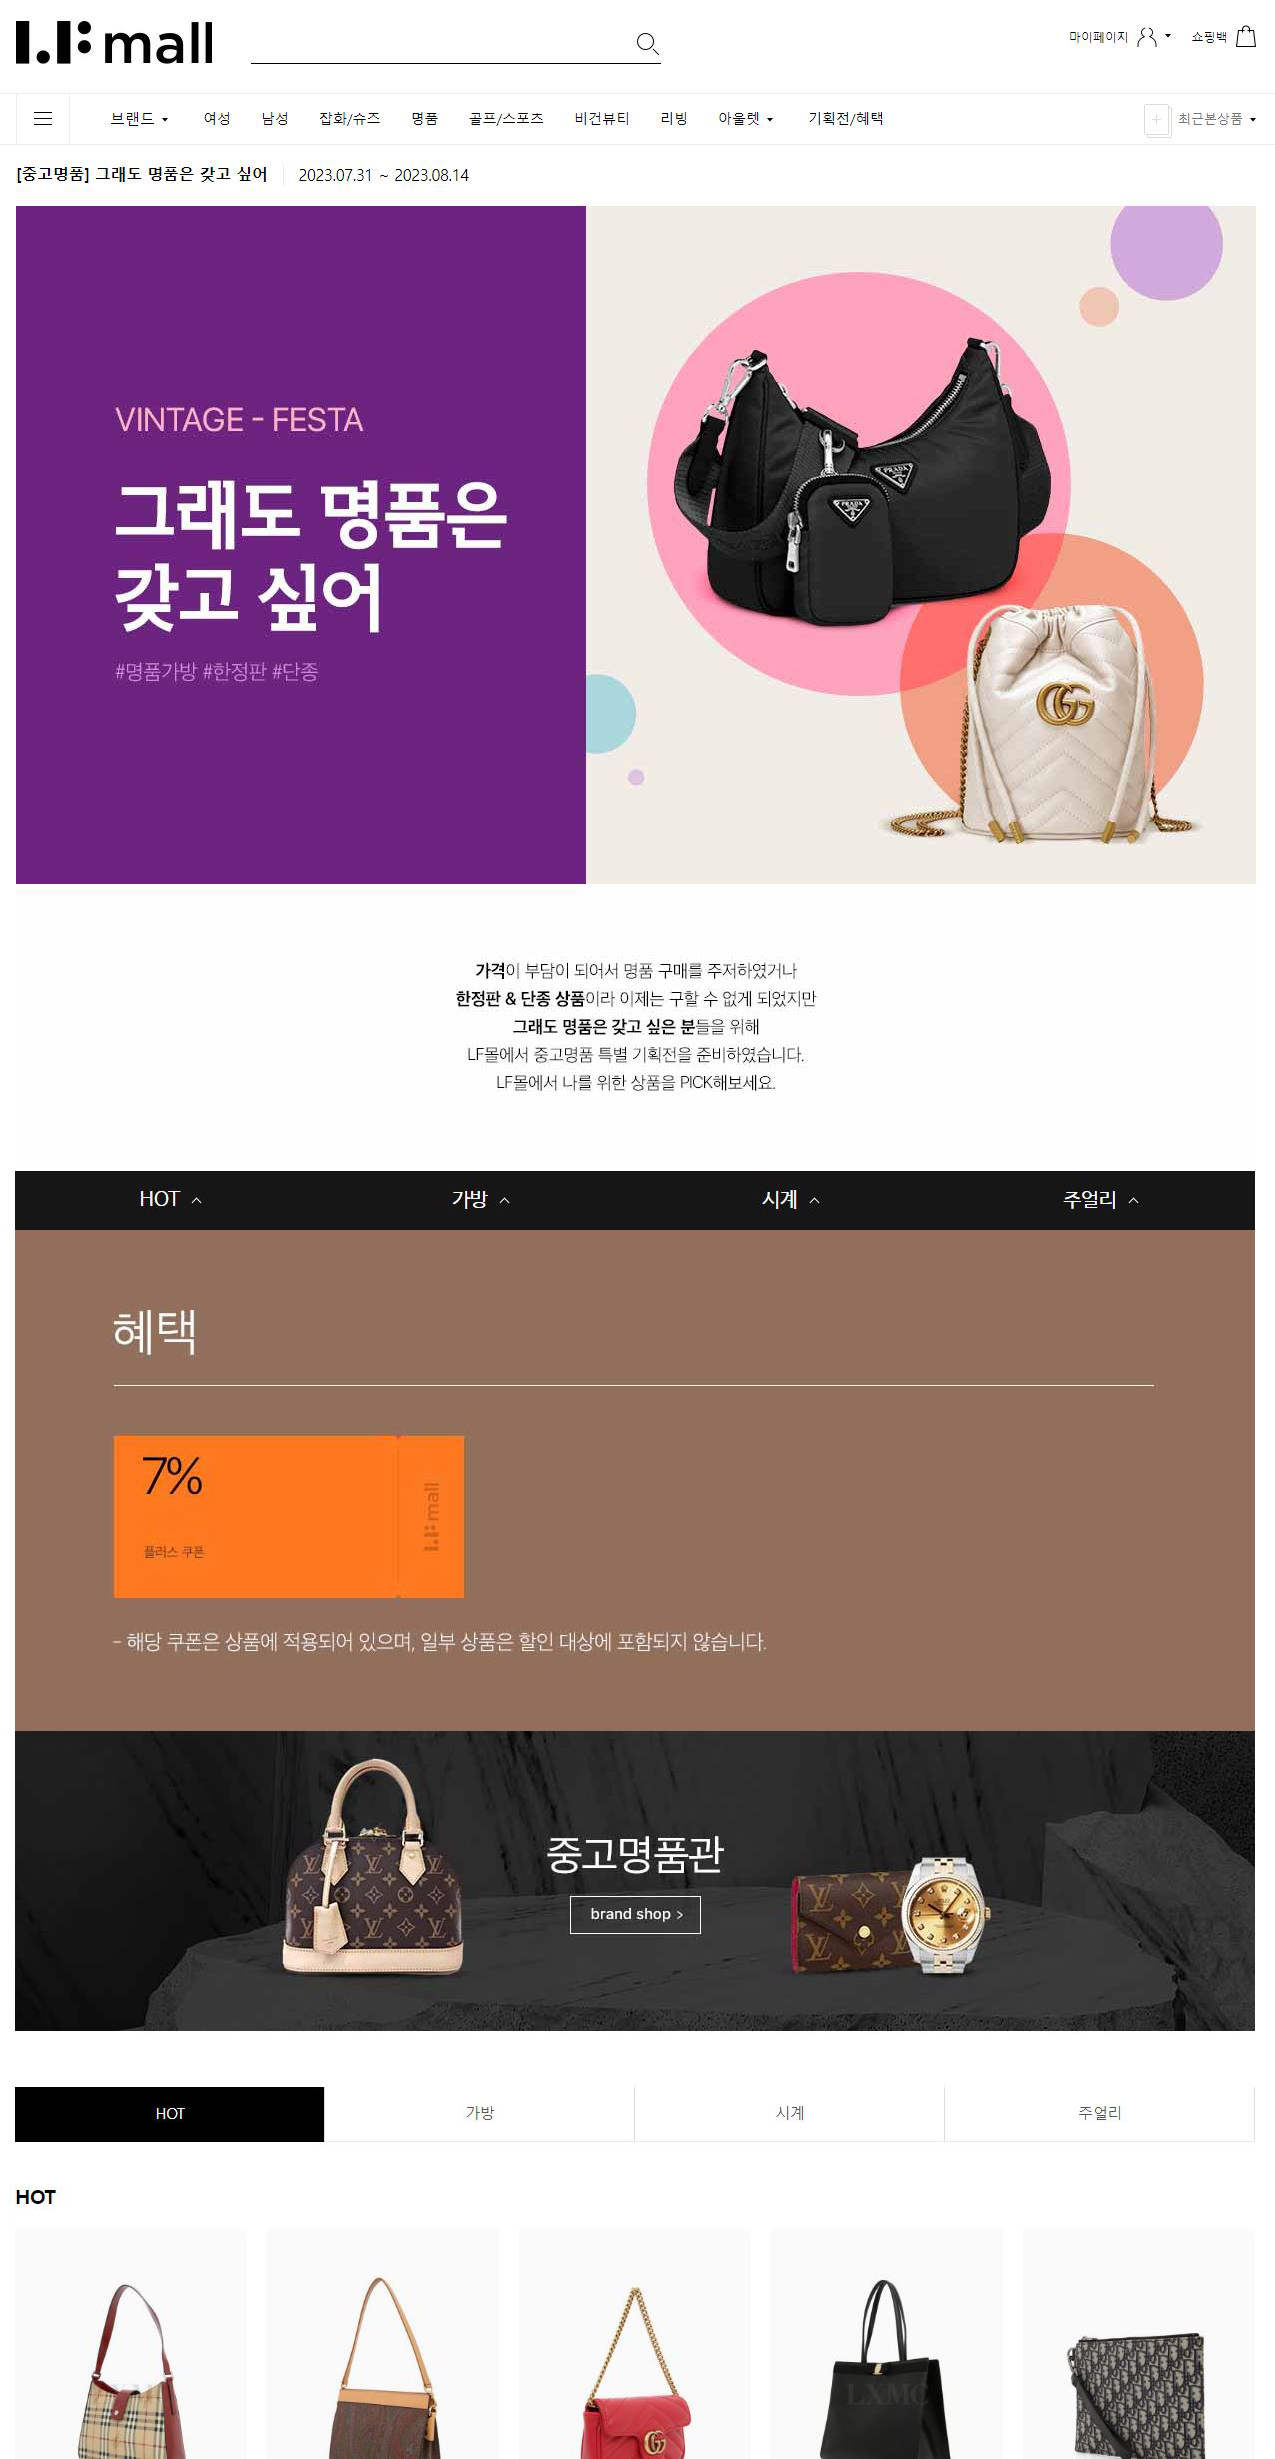 LF mall
마이페이지
쇼핑백
브랜드 여성 남성 잡화/슈즈 명품 골프/스포츠 비건뷰티 리빙 아울렛 기획전/혜택
최근본상품
[중고명품] 그래도 명품은 갖고 싶어 2023.07.31 ~ 2023.08.14
VINTAGE - FESTA
그래도 명품은
갖고 싶어
#명품가방 #한정판 #단종
PRADA
PRADA
가격이 부담이 되어서 명품 구매를 주저하였거나
한정판 & 단종 상품이라 이제는 구할 수 없게 되었지만
그래도 명품은 갖고 싶은 분들을 위해
LF몰에서 중고명품 특별 기획전을 준비하였습니다.
LF몰에서 나를 위한 상품을 PICK해보세요.
HOT 가방 시계 주얼리
혜택
7%
플러스 쿠폰
LF mall
- 해당 쿠폰은 상품에 적용되어 있으며, 일부 상품은 할인 대상에 포함되지 않습니다.
중고명품관
brand shop >
HOT 가방 시계 주얼리
HOT
LXMC